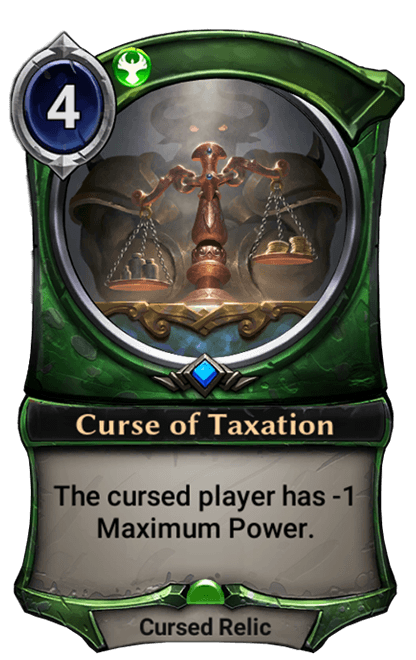 4
Curse of Taxation
The cursed player has -1
Maximum Power.
Cursed Relic